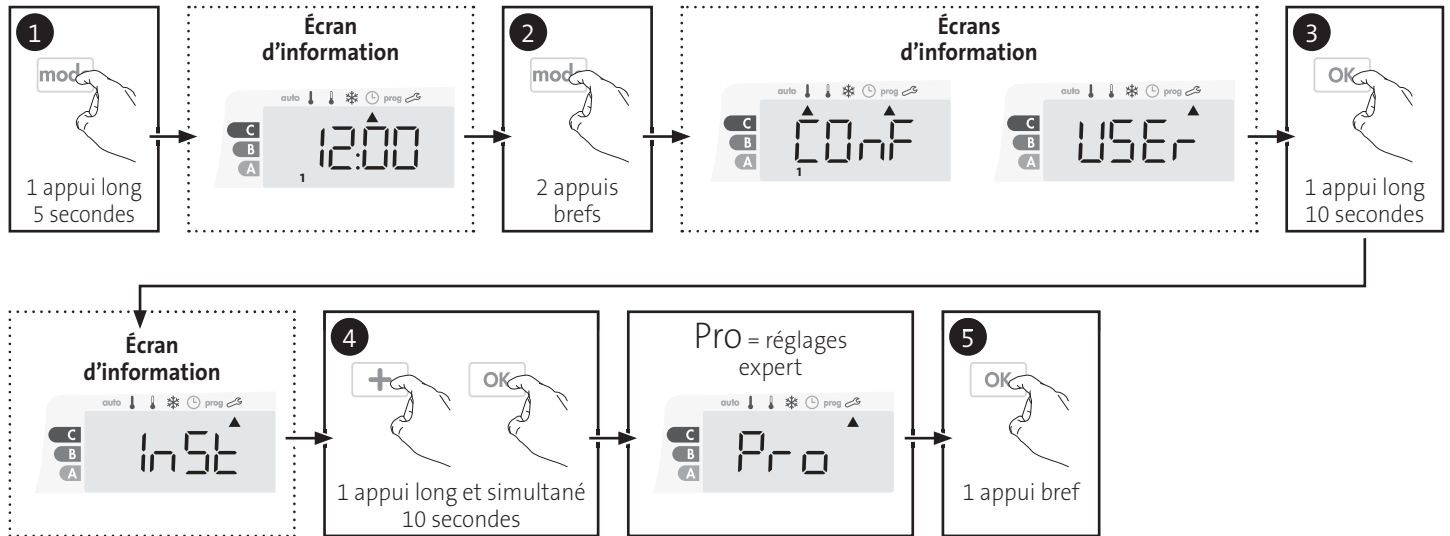 1
mod
1 appui long
5 secondes
Écran
d'information
auto prog
C
B
A
12:00
1
2
mod
2 appuis
brefs
Écrans
d'information
auto prog
C
B
A
COnF
1
auto prog
C
B
A
USEr
3
OK
1 appui long
10 secondes
Écran
d'information
auto prog
C
B
A
InSt
4
+ OK
1 appui long et simultané
10 secondes
Pro = réglages
expert
auto prog
C
B
A
Pro
5
OK
1 appui bref